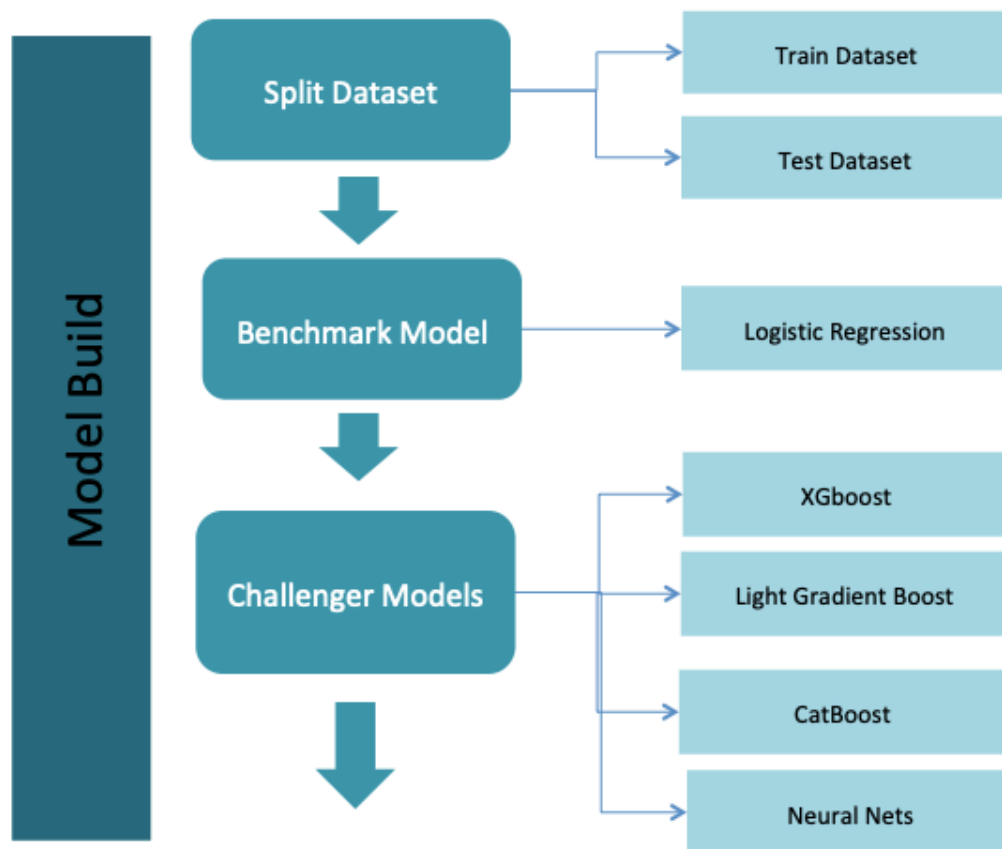 Model Build
Split Dataset
Train Dataset
Test Dataset
Benchmark Model
Logistic Regression
Challenger Models
XGboost
Light Gradient Boost
CatBoost
Neural Nets